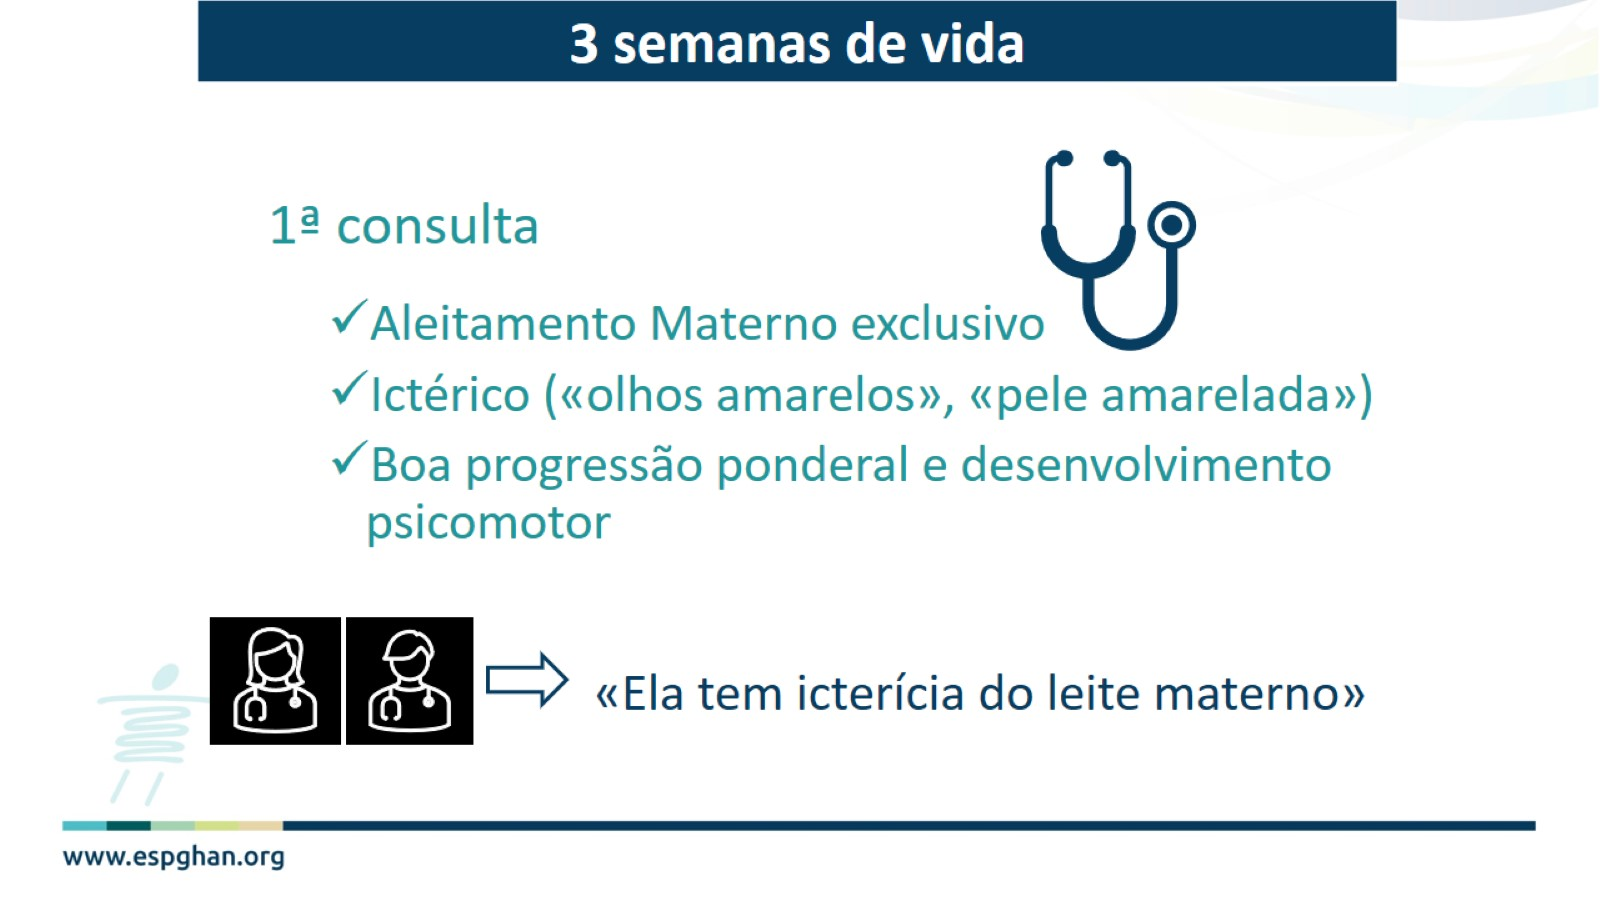 3 semanas de vida
1ª consulta
✓Aleitamento Materno exclusivo
✓Ictérico («olhos amarelos», «pele amarelada»)
✓Boa progressão ponderal e desenvolvimento
psicomotor
«Ela tem icterícia do leite materno»
www.espghan.org